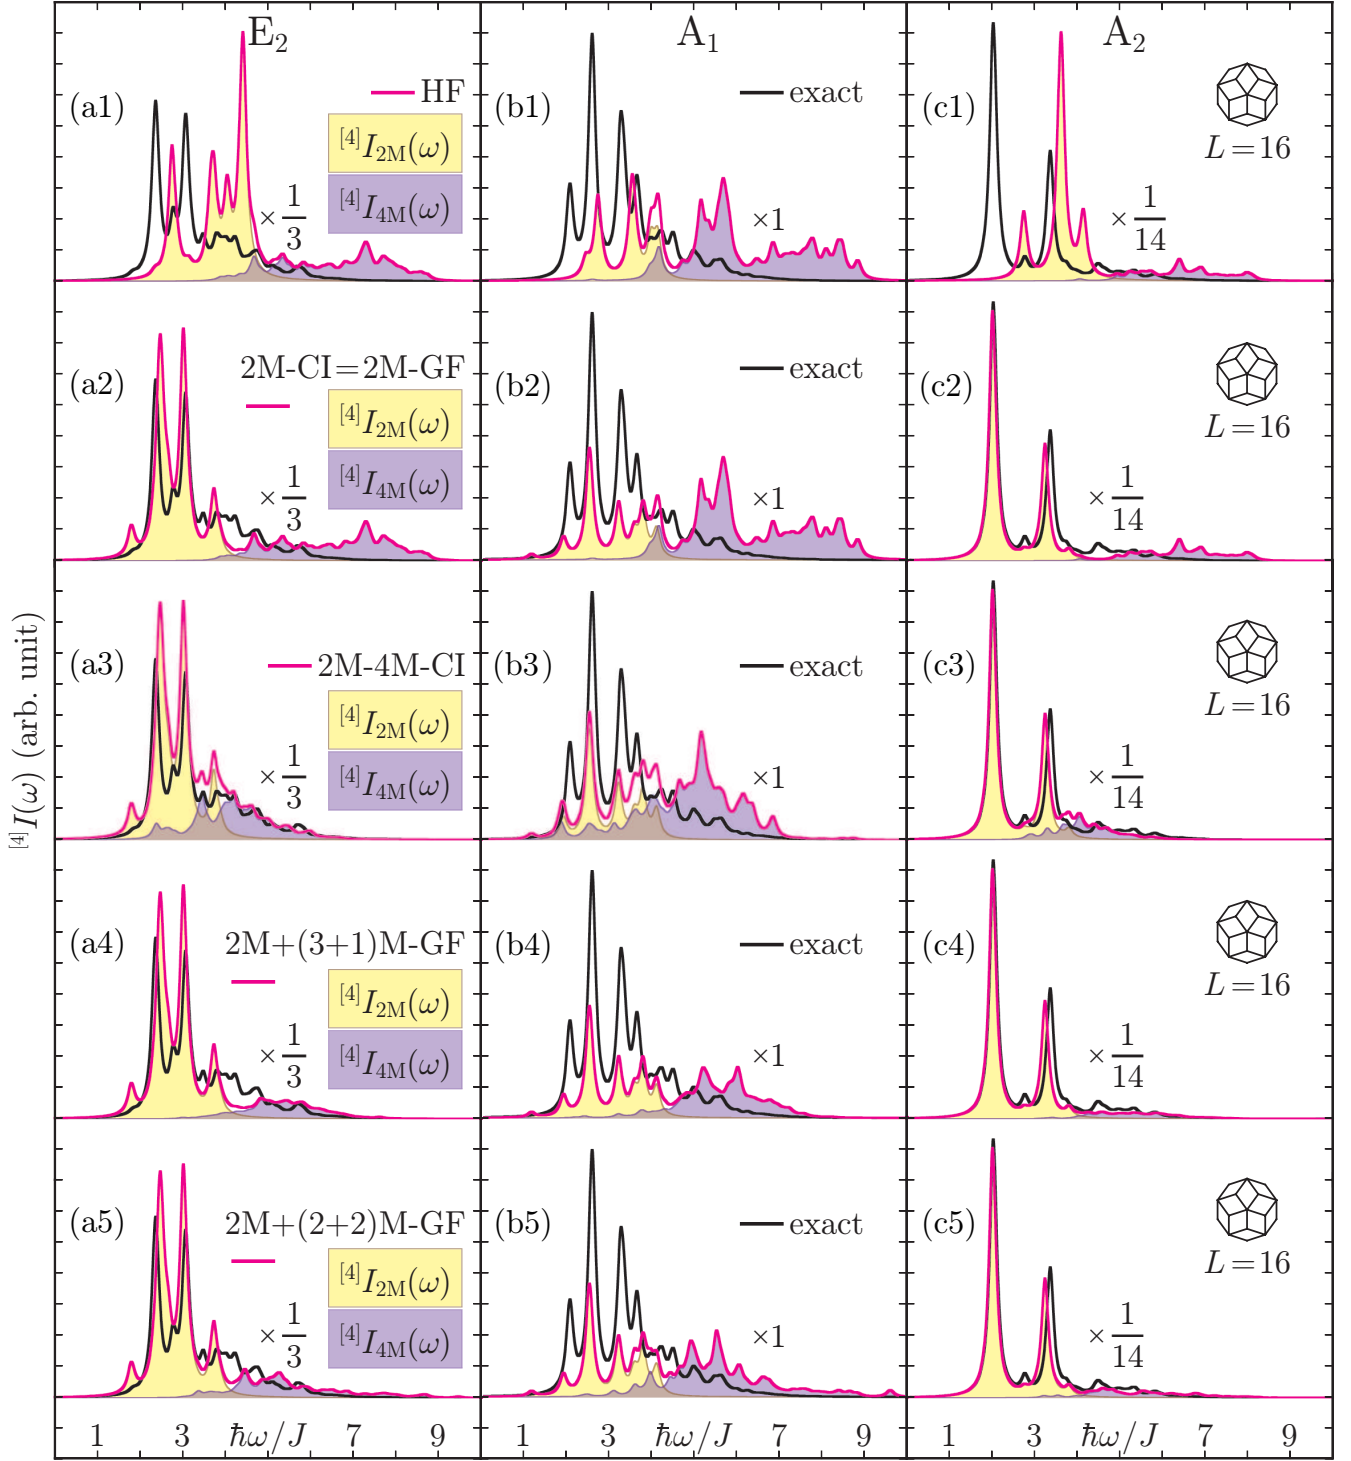 E₂ A₁ A₂
(a1) HF (b1) exact (c1)
[4]I2M(ω)
[4]I4M(ω)
× 1/3 ×1 × 1/14 L=16
(a2) 2M-CI=2M-GF (b2) exact (c2)
[4]I2M(ω)
[4]I4M(ω)
× 1/3 ×1 × 1/14 L=16
(a3) 2M-4M-CI (b3) exact (c3)
[4]I2M(ω)
[4]I4M(ω)
× 1/3 ×1 × 1/14 L=16
(a4) 2M+(3+1)M-GF (b4) exact (c4)
[4]I2M(ω)
[4]I4M(ω)
× 1/3 ×1 × 1/14 L=16
(a5) 2M+(2+2)M-GF (b5) exact (c5)
[4]I2M(ω)
[4]I4M(ω)
× 1/3 ×1 × 1/14 L=16
[4]I(ω) (arb. unit)
1 3 ħω/J 7 9 1 3 ħω/J 7 9 1 3 ħω/J 7 9